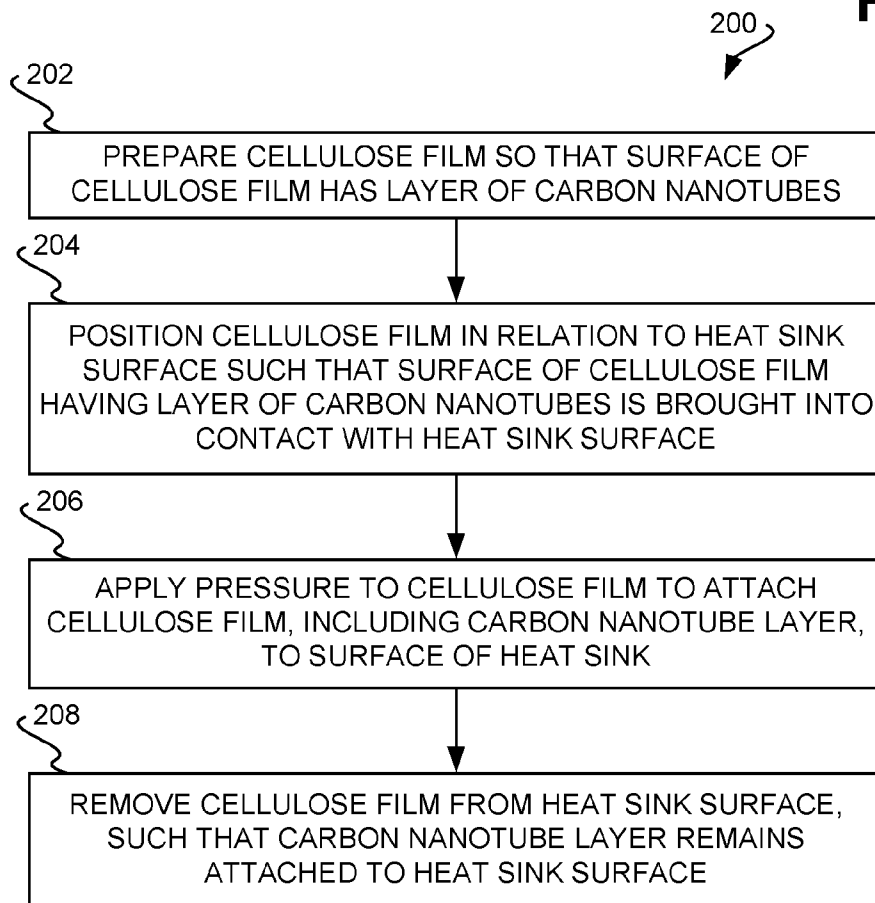 200
202
PREPARE CELLULOSE FILM SO THAT SURFACE OF
CELLULOSE FILM HAS LAYER OF CARBON NANOTUBES
204
POSITION CELLULOSE FILM IN RELATION TO HEAT SINK
SURFACE SUCH THAT SURFACE OF CELLULOSE FILM
HAVING LAYER OF CARBON NANOTUBES IS BROUGHT INTO
CONTACT WITH HEAT SINK SURFACE
206
APPLY PRESSURE TO CELLULOSE FILM TO ATTACH
CELLULOSE FILM, INCLUDING CARBON NANOTUBE LAYER,
TO SURFACE OF HEAT SINK
208
REMOVE CELLULOSE FILM FROM HEAT SINK SURFACE,
SUCH THAT CARBON NANOTUBE LAYER REMAINS
ATTACHED TO HEAT SINK SURFACE